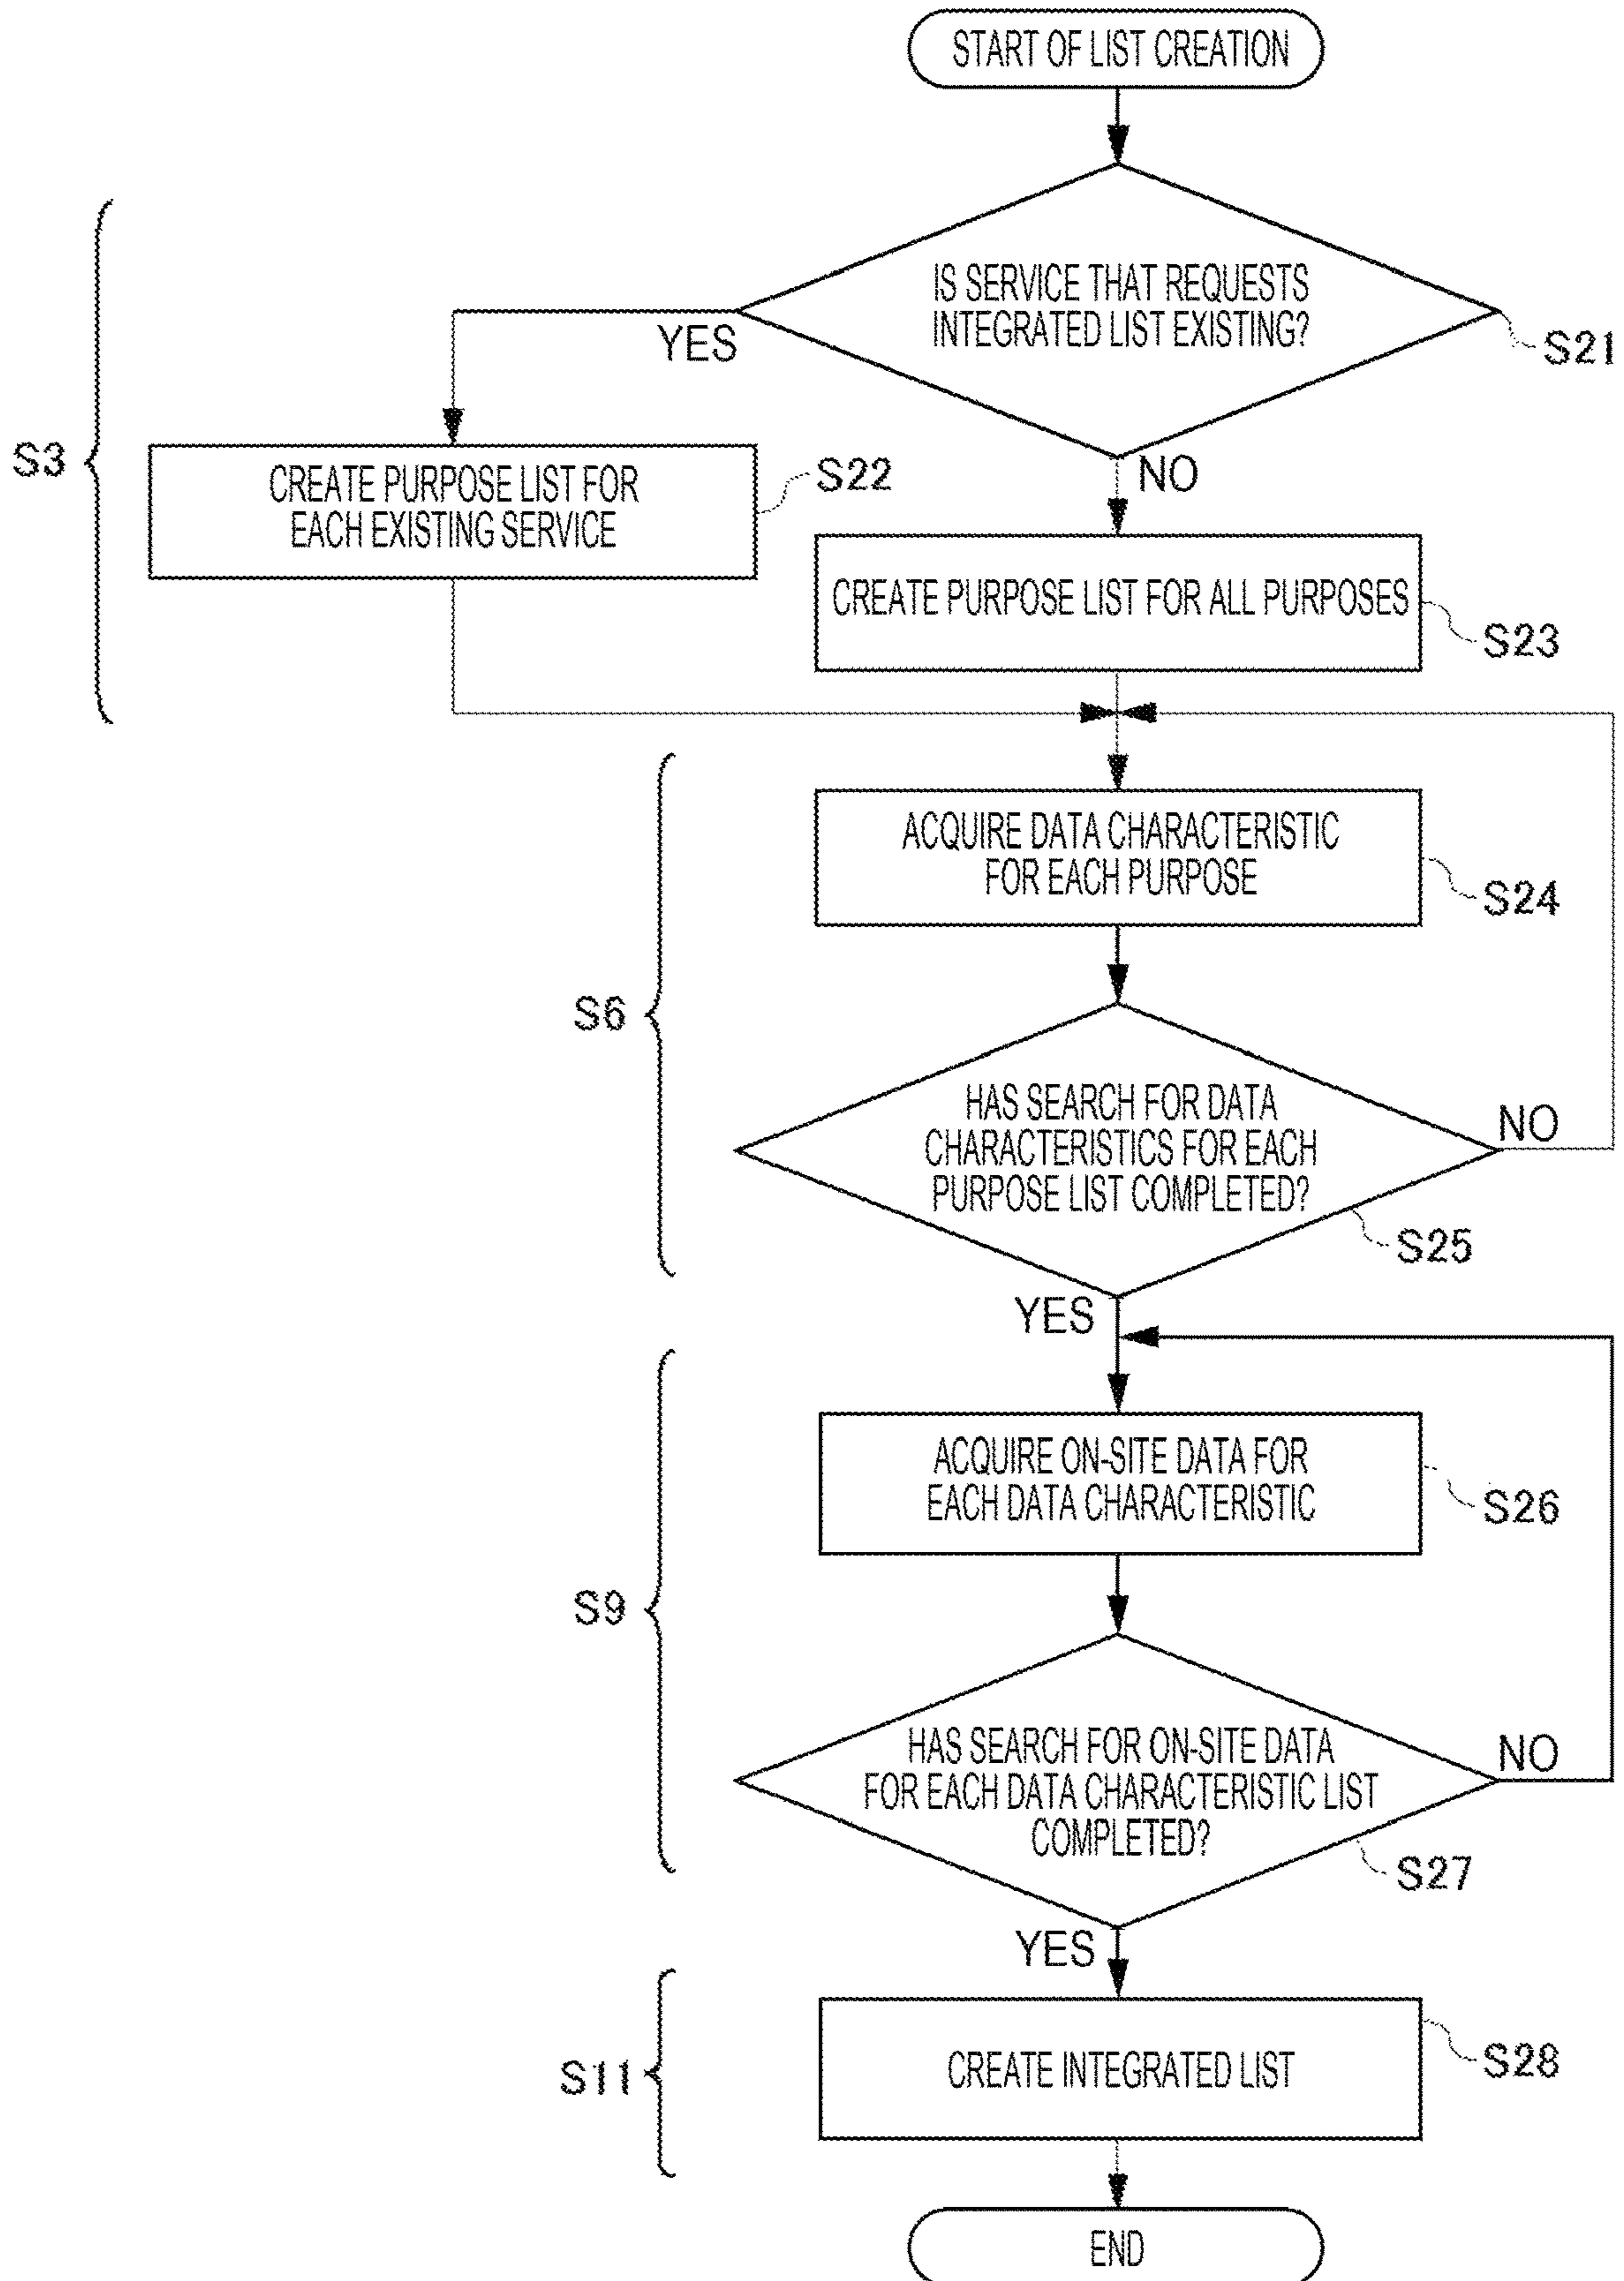 START OF LIST CREATION
IS SERVICE THAT REQUESTS
INTEGRATED LIST EXISTING?
S21
YES
NO
S3
CREATE PURPOSE LIST FOR
EACH EXISTING SERVICE
S22
CREATE PURPOSE LIST FOR ALL PURPOSES
S23
ACQUIRE DATA CHARACTERISTIC
FOR EACH PURPOSE
S24
S6
HAS SEARCH FOR DATA
CHARACTERISTICS FOR EACH
PURPOSE LIST COMPLETED?
NO
S25
YES
ACQUIRE ON-SITE DATA FOR
EACH DATA CHARACTERISTIC
S26
S9
HAS SEARCH FOR ON-SITE DATA
FOR EACH DATA CHARACTERISTIC LIST
COMPLETED?
NO
S27
YES
S11
CREATE INTEGRATED LIST
S28
END